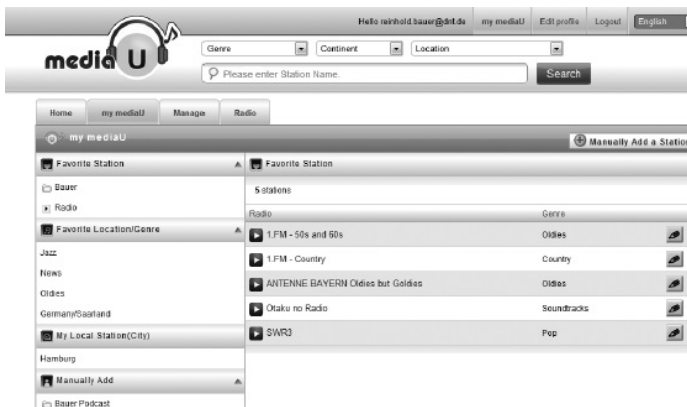 Hello reinhold.bauer@dnt.de my mediaU Edit profile Logout English
media U
Genre Continent Location
Please enter Station Name. Search
Home my mediaU Manager Radio
my mediaU
Manually Add a Station
Favorite Station
Bauer
Radio
Favorite Location/Genre
Jazz
News
Oldies
Germany/Saarland
My Local Station(City)
Hamburg
Manually Add
Bauer Podcast
Favorite Station
5 stations
Radio Genre
1.FM - 50s and 60s Oldies
1.FM - Country Country
ANTENNE BAYERN Oldies but Goldies Oldies
Otaku no Radio Soundtracks
SWR3 Pop